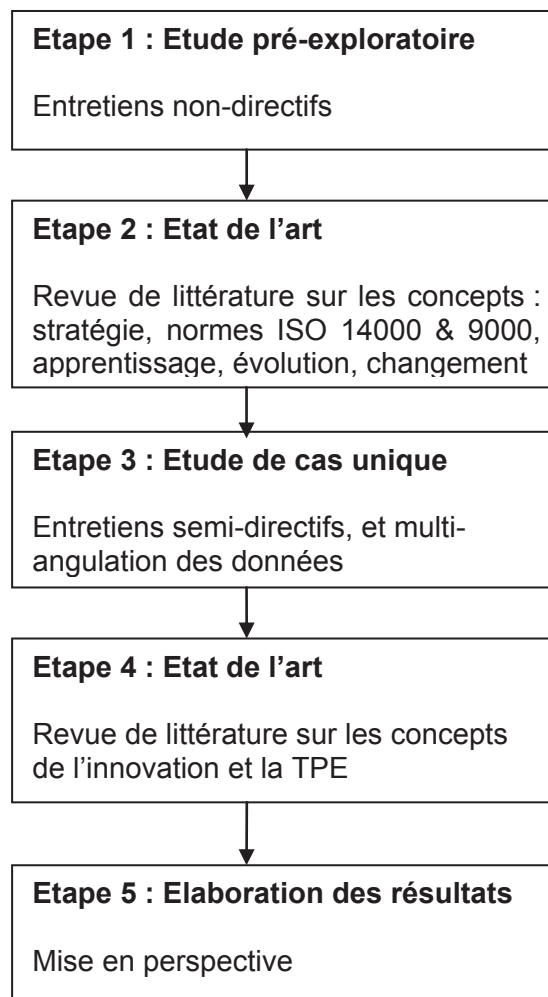 Etape 1 : Etude pré-exploratoire
Entretiens non-directifs
Etape 2 : Etat de l’art
Revue de littérature sur les concepts :
stratégie, normes ISO 14000 & 9000,
apprentissage, évolution, changement
Etape 3 : Etude de cas unique
Entretiens semi-directifs, et multi-
angulation des données
Etape 4 : Etat de l’art
Revue de littérature sur les concepts
de l’innovation et la TPE
Etape 5 : Elaboration des résultats
Mise en perspective